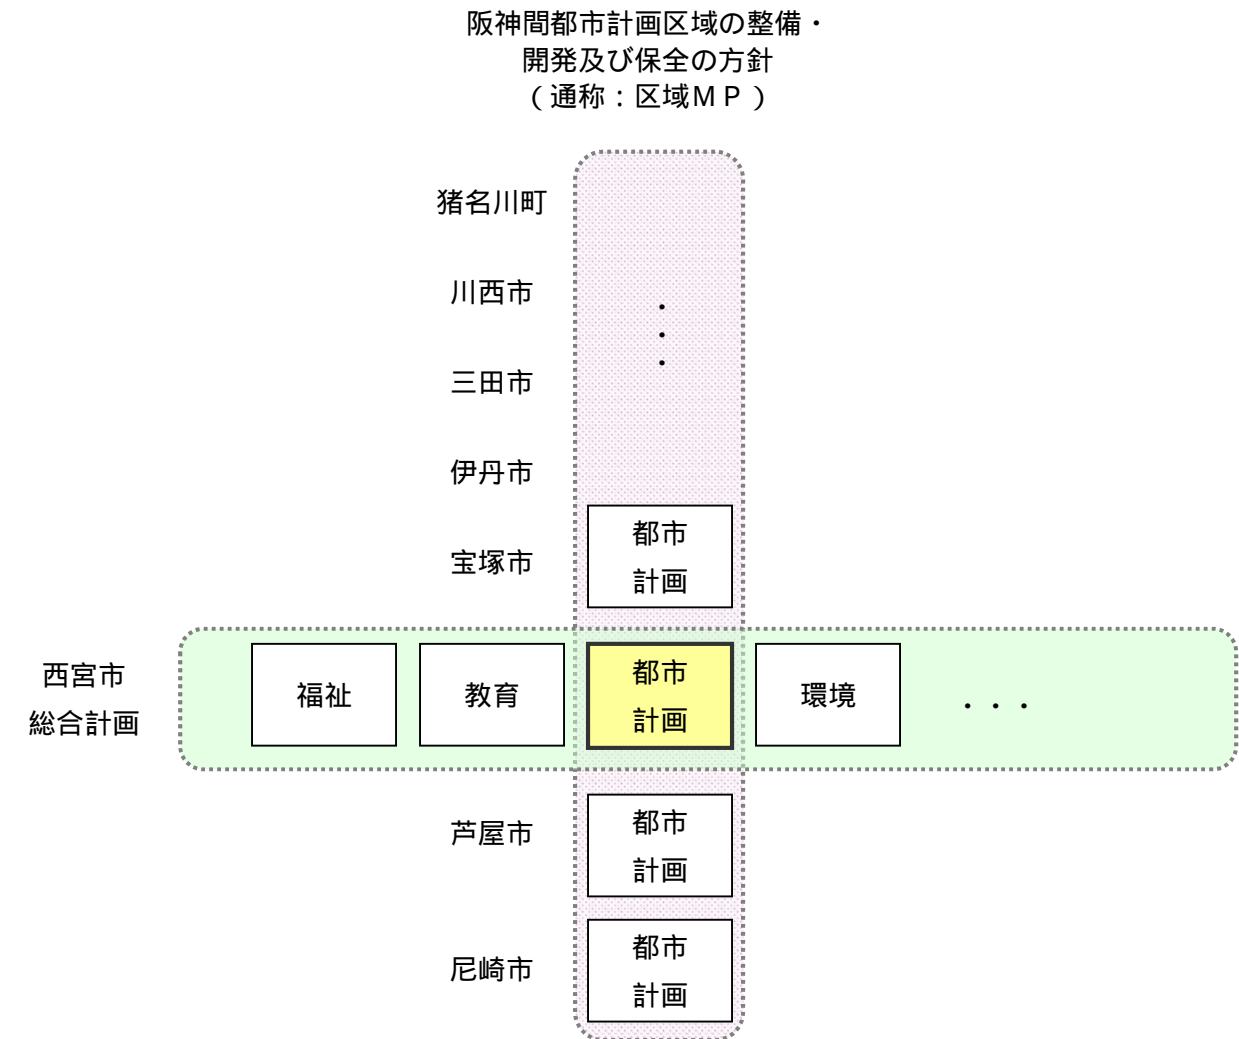 阪神間都市計画区域の整備・
開発及び保全の方針
（通称：区域ＭＰ）
猪名川町
川西市
・
・
・
三田市
伊丹市
宝塚市
都市
計画
西宮市
総合計画
福祉
教育
都市
計画
環境
・・・
芦屋市
都市
計画
尼崎市
都市
計画